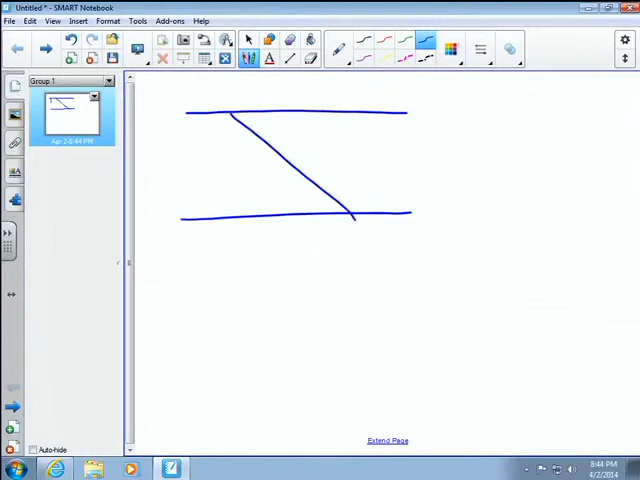 Untitled * - SMART Notebook
File Edit View Insert Format Tools Add-ons Help
Group 1
Apr 2-8:44 PM
Auto-hide
Extend Page
8:44 PM
4/2/2014